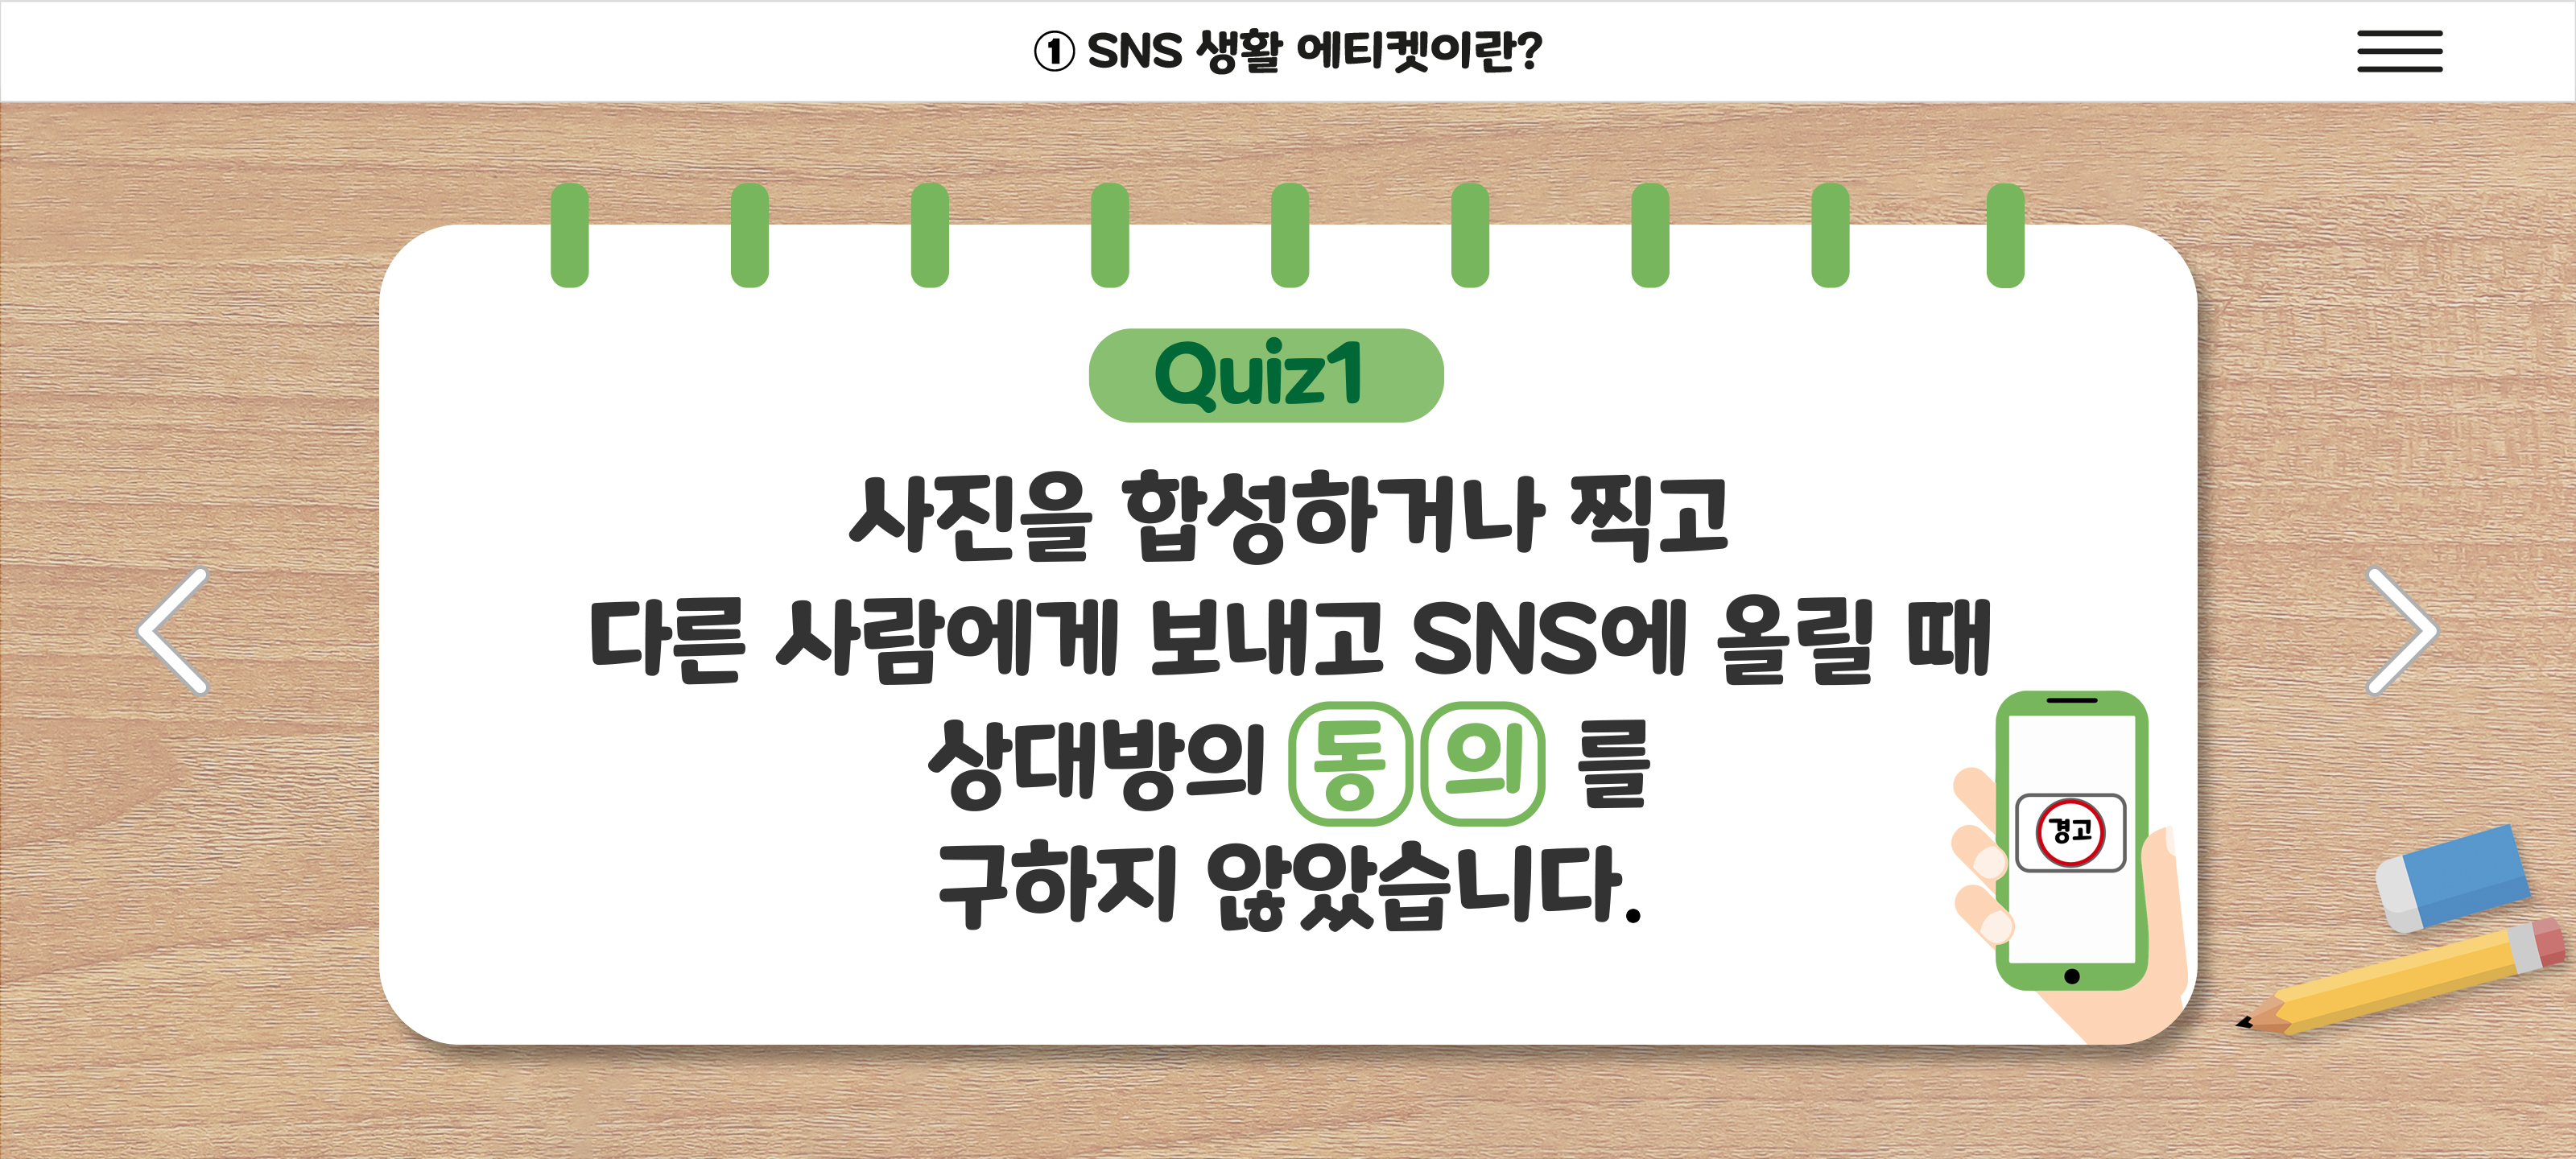 ① SNS 생활 에티켓이란?
Quiz1
사진을 합성하거나 찍고
다른 사람에게 보내고 SNS에 올릴 때
상대방의 동의 를
구하지 않았습니다.
경고